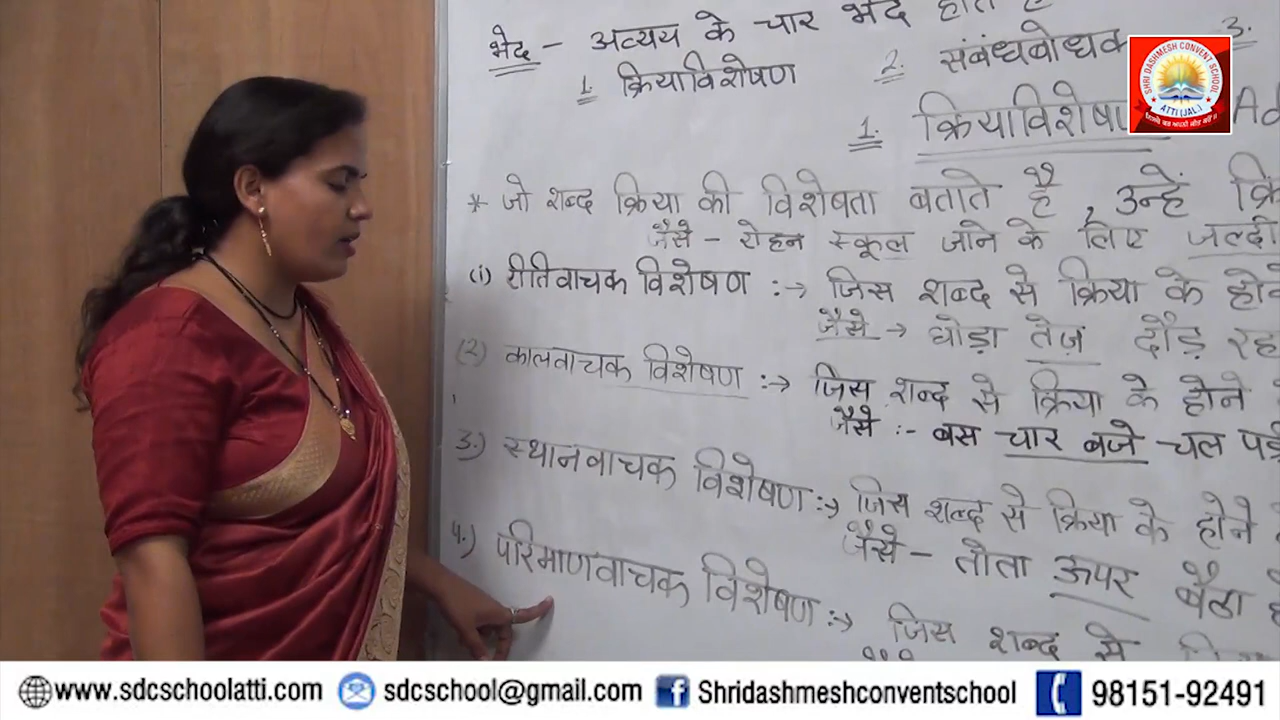 भेद - अव्यय के चार भेद होते
1. क्रियाविशेषण 2. संबंधबोधक 3.
SHRI DASHMESH CONVENT SCHOOL
ATTI (JAL.)
1. क्रियाविशेषण
* जो शब्द क्रिया की विशेषता बताते है , उन्हें
जैसे - रोहन स्कूल जाने के लिए जल्दी
(i) रीतिवाचक विशेषण :→ जिस शब्द से क्रिया के होने
जैसे → घोड़ा तेज़ दौड़
(2) कालवाचक विशेषण :→ जिस शब्द से क्रिया के होने
जैसे :- बस चार बजे चल
3.) स्थानवाचक विशेषण :→ जिस शब्द से क्रिया के होने
जैसे - तोता ऊपर बैठा
4.) परिमाणवाचक विशेषण :→ जिस शब्द से
www.sdcschoolatti.com sdcschool@gmail.com Shridashmeshconventschool 98151-92491